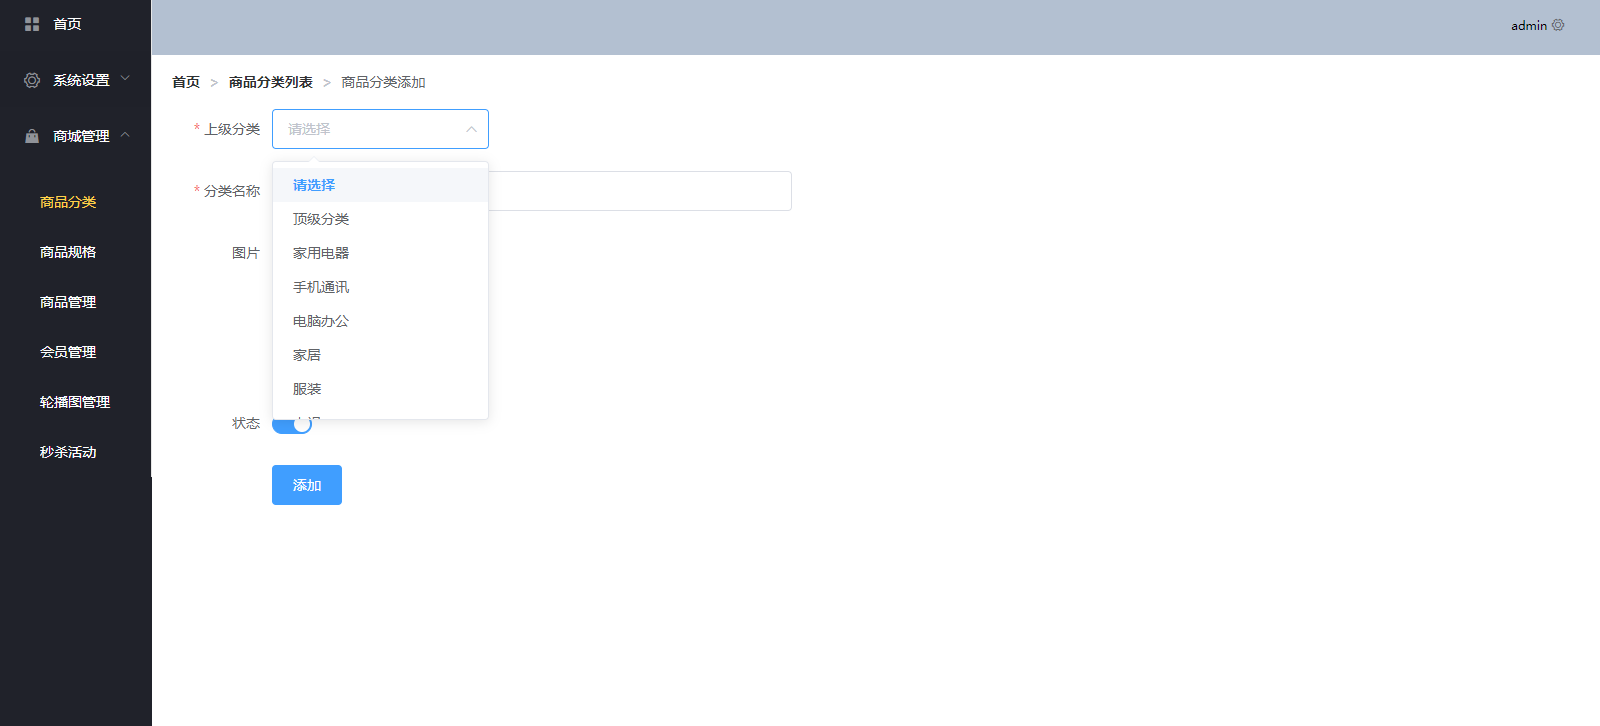 首页
系统设置
商城管理
商品分类
商品规格
商品管理
会员管理
轮播图管理
秒杀活动
admin
首页 > 商品分类列表 > 商品分类添加
* 上级分类 请选择
* 分类名称
请选择
顶级分类
家用电器
手机通讯
电脑办公
家居
服装
图片
状态
添加